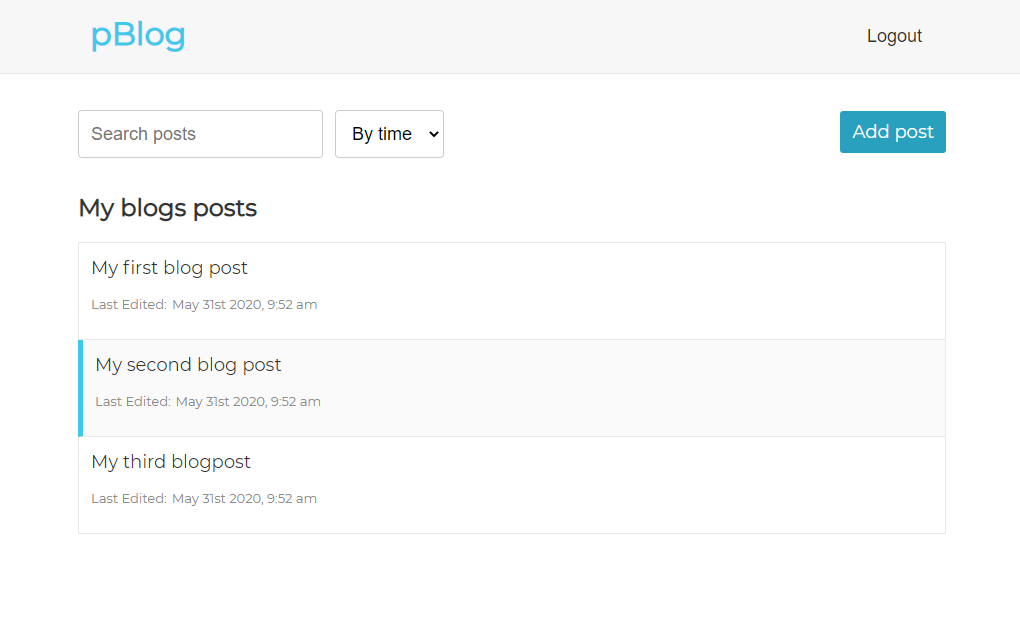 pBlog
Logout
Search posts
By time
Add post
My blogs posts
My first blog post
Last Edited: May 31st 2020, 9:52 am
My second blog post
Last Edited: May 31st 2020, 9:52 am
My third blogpost
Last Edited: May 31st 2020, 9:52 am